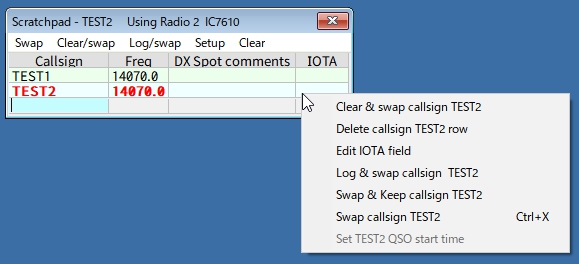 Scratchpad - TEST2 Using Radio 2 IC7610
Swap Clear/swap Log/swap Setup Clear
Callsign Freq DX Spot comments IOTA
TEST1 14070.0
TEST2 14070.0
Clear & swap callsign TEST2
Delete callsign TEST2 row
Edit IOTA field
Log & swap callsign TEST2
Swap & Keep callsign TEST2
Swap callsign TEST2 Ctrl+X
Set TEST2 QSO start time